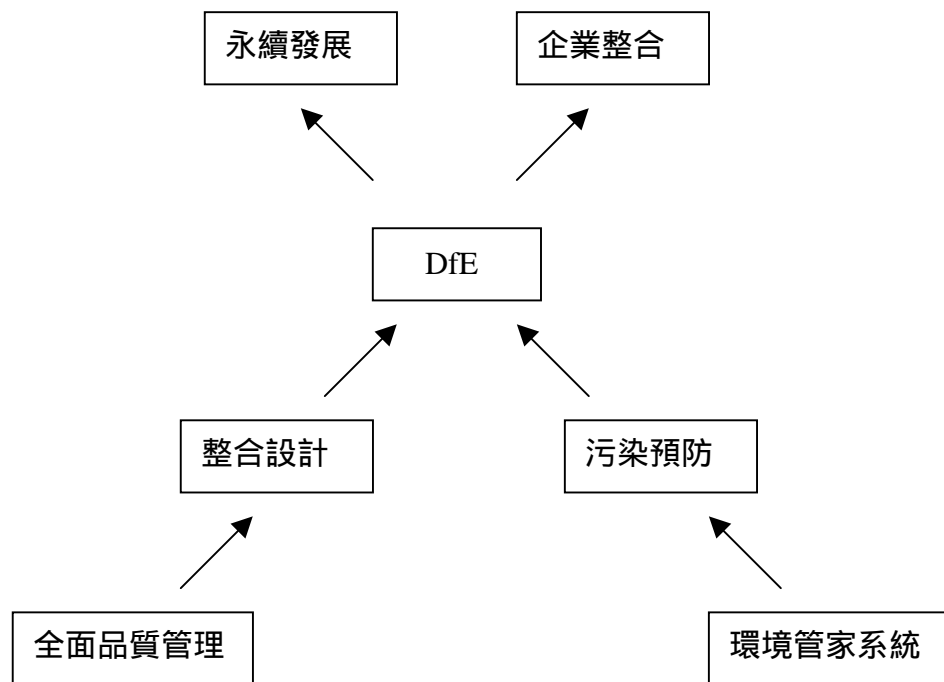 永續發展
企業整合
DfE
整合設計
污染預防
全面品質管理
環境管家系統